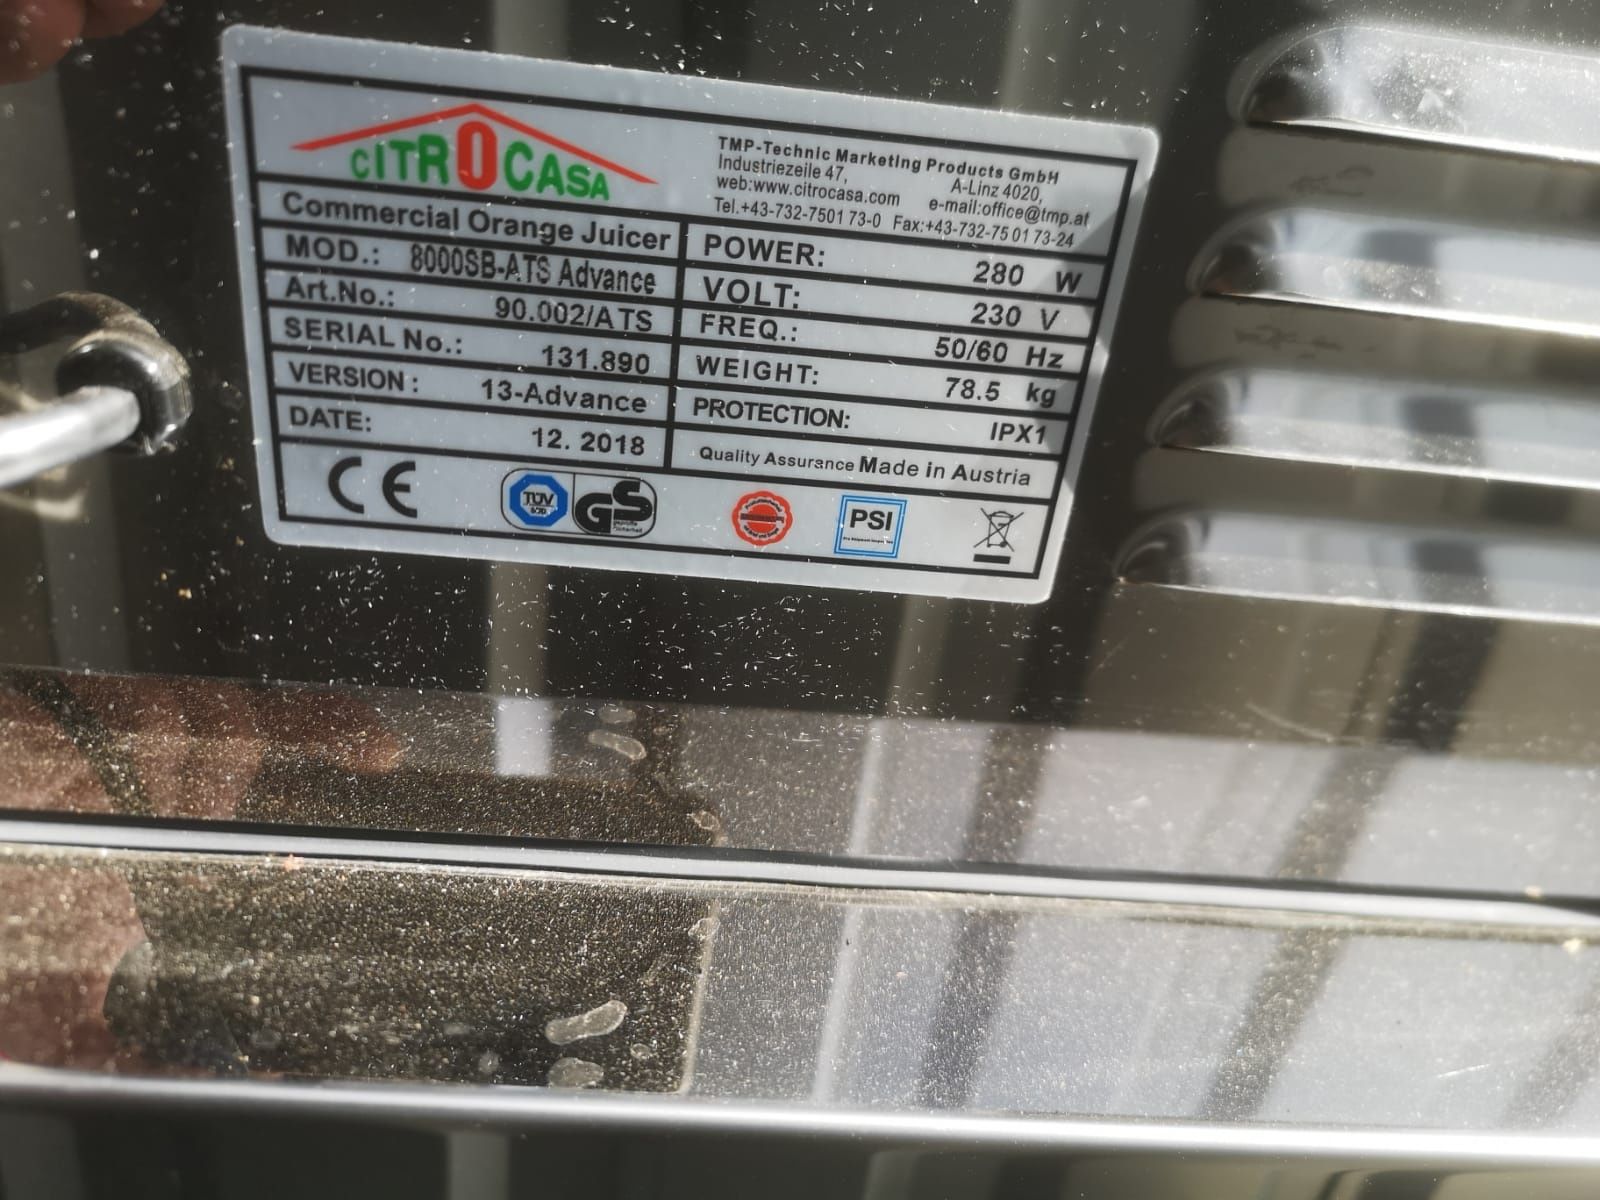 CITROCASA
TMP-Technic Marketing Products GmbH
Industriezeile 47, A-Linz 4020,
web:www.citrocasa.com e-mail:office@tmp.at
Tel.+43-732-7501 73-0 Fax:+43-732-75 01 73-24
Commercial Orange Juicer
MOD.: 8000SB-ATS Advance
Art.No.: 90.002/ATS
SERIAL No.: 131.890
VERSION: 13-Advance
DATE: 12. 2018
POWER: 280 W
VOLT: 230 V
FREQ.: 50/60 Hz
WEIGHT: 78.5 kg
PROTECTION: IPX1
Quality Assurance Made in Austria
CE
TÜV
SÜD
GS
geprüfte
Sicherheit
PSI